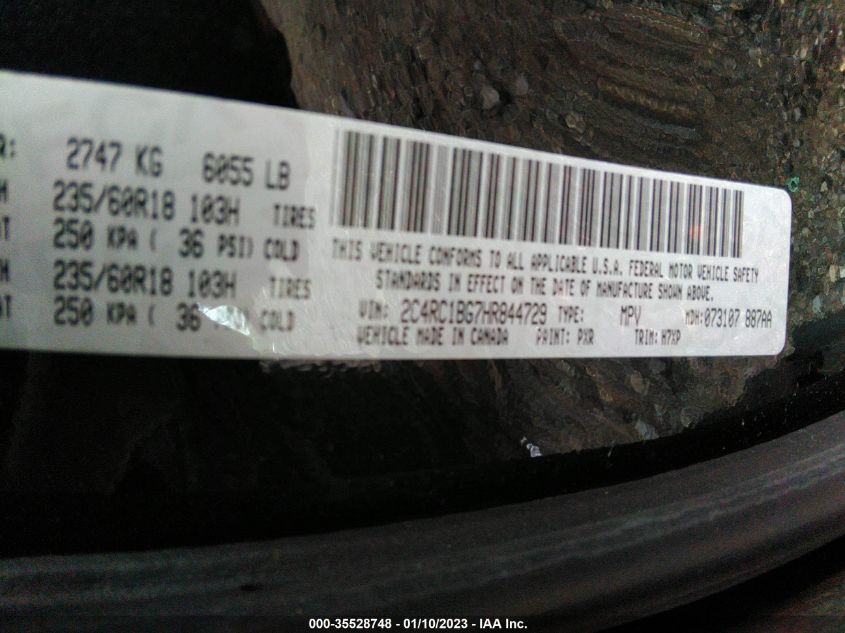 R: 2747 KG 6055 LB
H 235/60R18 103H TIRES
T 250 KPA ( 36 PSI) COLD
H 235/60R18 103H TIRES
T 250 KPA ( 36 COLD
THIS VEHICLE CONFORMS TO ALL APPLICABLE U.S.A. FEDERAL MOTOR VEHICLE SAFETY
STANDARDS IN EFFECT ON THE DATE OF MANUFACTURE SHOWN ABOVE.
VIN: 2C4RC1BG7HR844729 TYPE: MPV MDH:073107 887AA
VEHICLE MADE IN CANADA PAINT: PXR TRIM: H7XP
000-35528748 - 01/10/2023 - IAA Inc.